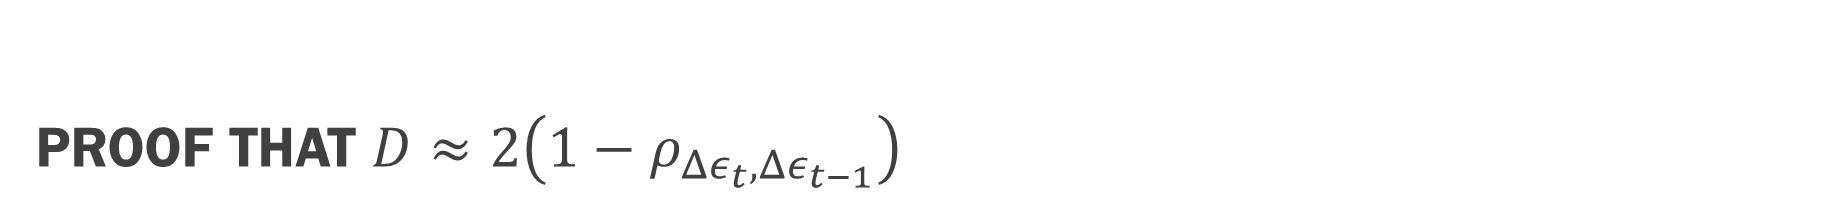 PROOF THAT D ≈ 2(1 − ρ_{Δϵ_t,Δϵ_{t−1}})